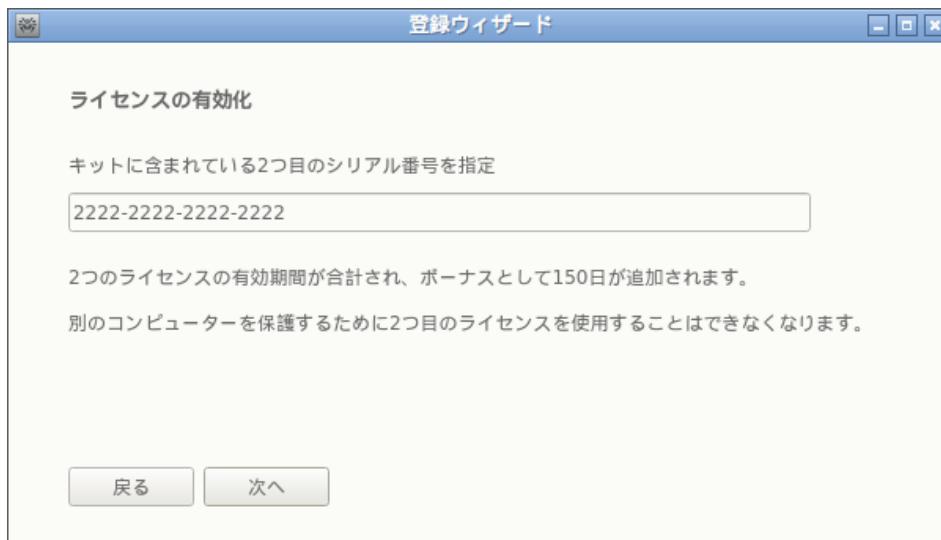 登録ウィザード
ライセンスの有効化
キットに含まれている2つ目のシリアル番号を指定
2222-2222-2222-2222
2つのライセンスの有効期間が合計され、ボーナスとして150日が追加されます。
別のコンピューターを保護するために2つ目のライセンスを使用することはできなくなります。
戻る 次へ